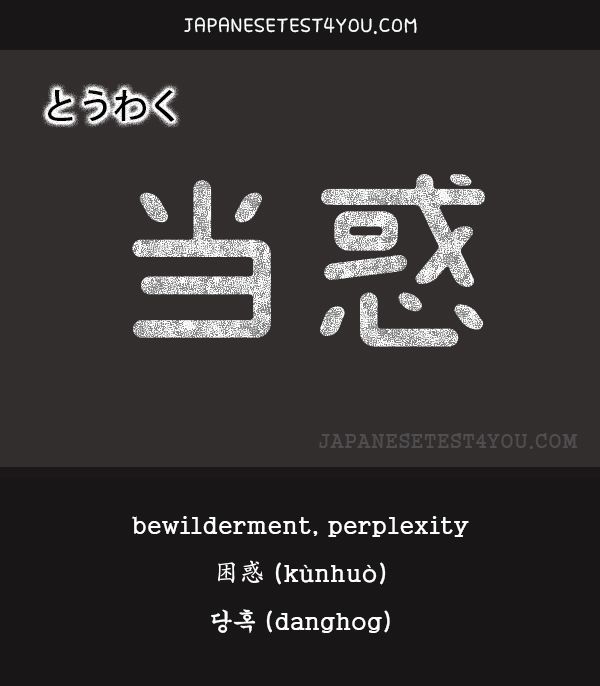 JAPANESETEST4YOU.COM
とうわく
当惑
JAPANESETEST4YOU.COM
bewilderment, perplexity
困惑 (kùnhuò)
당혹 (danghog)